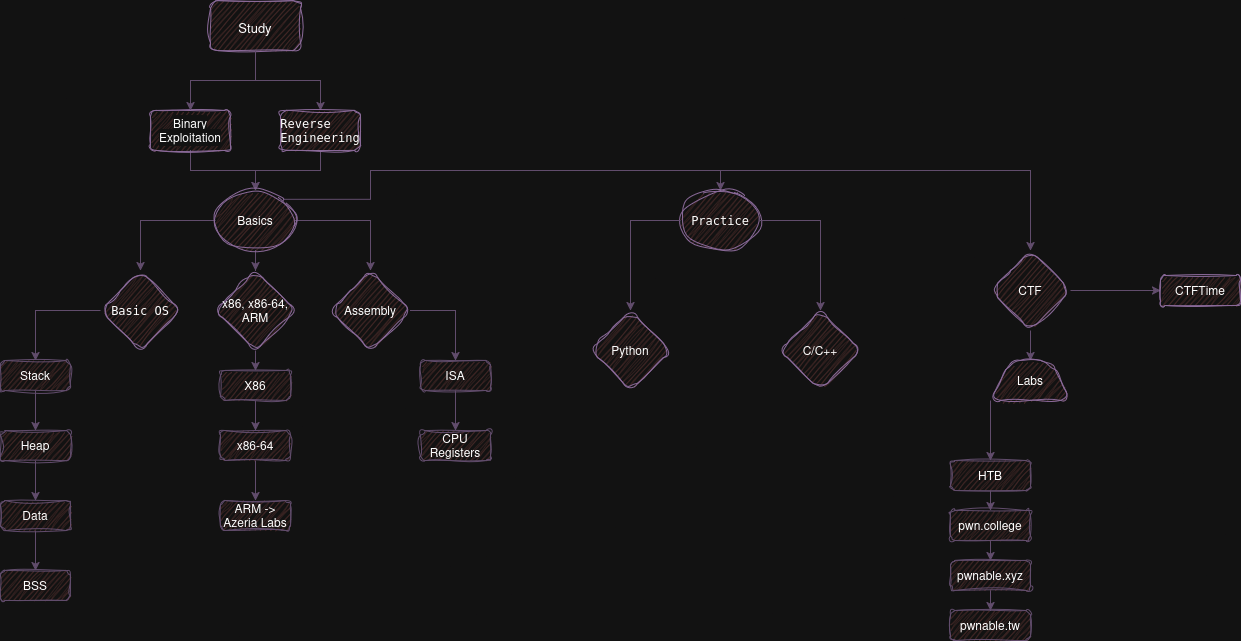 Study
Binary
Exploitation
Reverse
Engineering
Basics
Practice
Basic OS
x86, x86-64,
ARM
Assembly
CTF
CTFTime
Python
C/C++
Stack
X86
ISA
Labs
Heap
x86-64
CPU
Registers
HTB
Data
ARM ->
Azeria Labs
pwn.college
BSS
pwnable.xyz
pwnable.tw